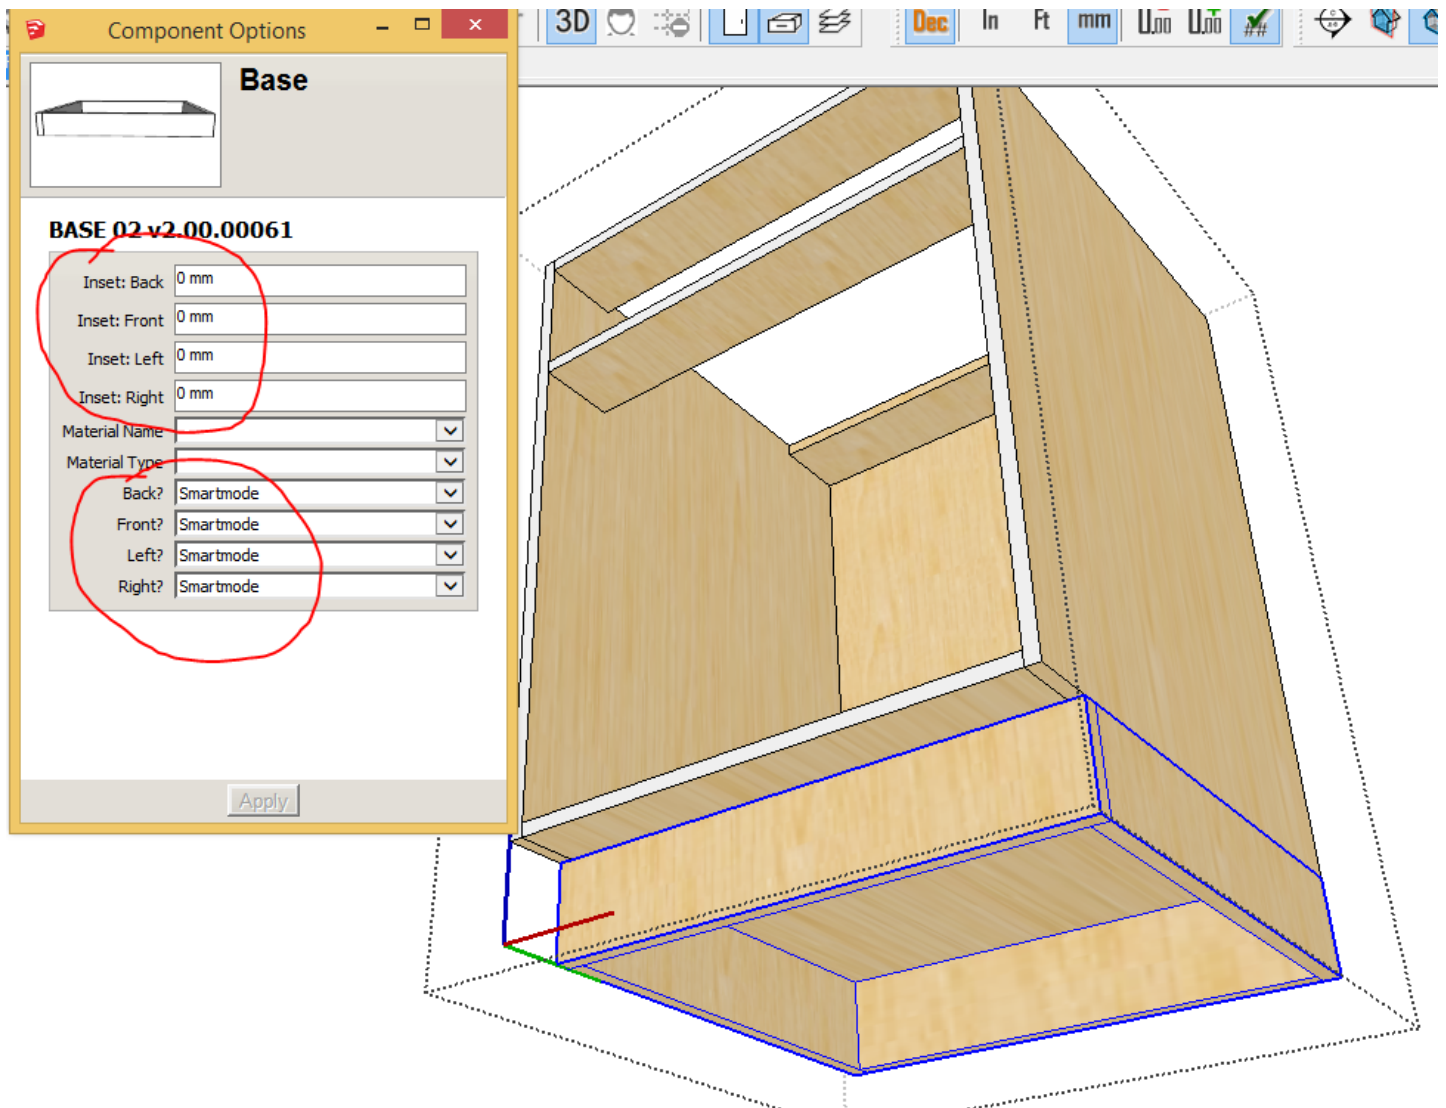 Component Options
3D
Dec
In
Ft
mm
Base
BASE 02 v2.00.00061
Inset: Back 0 mm
Inset: Front 0 mm
Inset: Left 0 mm
Inset: Right 0 mm
Material Name
Material Type
Back? Smartmode
Front? Smartmode
Left? Smartmode
Right? Smartmode
Apply